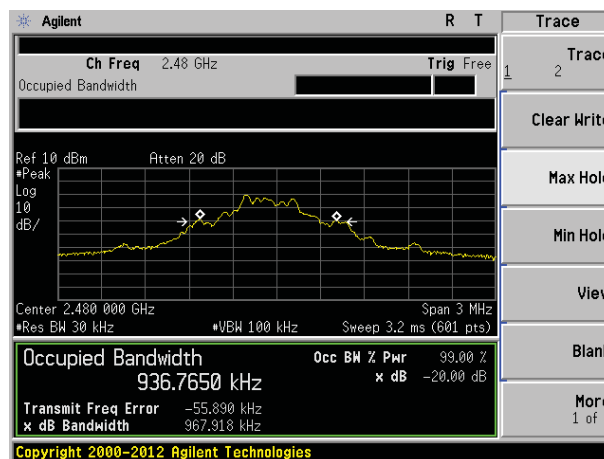 Agilent R T Trace
Ch Freq 2.48 GHz Trig Free
Occupied Bandwidth
Trace
1 2
Clear Write
Max Hold
Min Hold
View
Blank
More
1 of
Ref 10 dBm Atten 20 dB
#Peak
Log
10
dB/
Center 2.480 000 GHz Span 3 MHz
#Res BW 30 kHz #VBW 100 kHz Sweep 3.2 ms (601 pts)
Occupied Bandwidth Occ BW % Pwr 99.00 %
936.7650 kHz x dB -20.00 dB
Transmit Freq Error -55.890 kHz
x dB Bandwidth 967.918 kHz
Copyright 2000-2012 Agilent Technologies